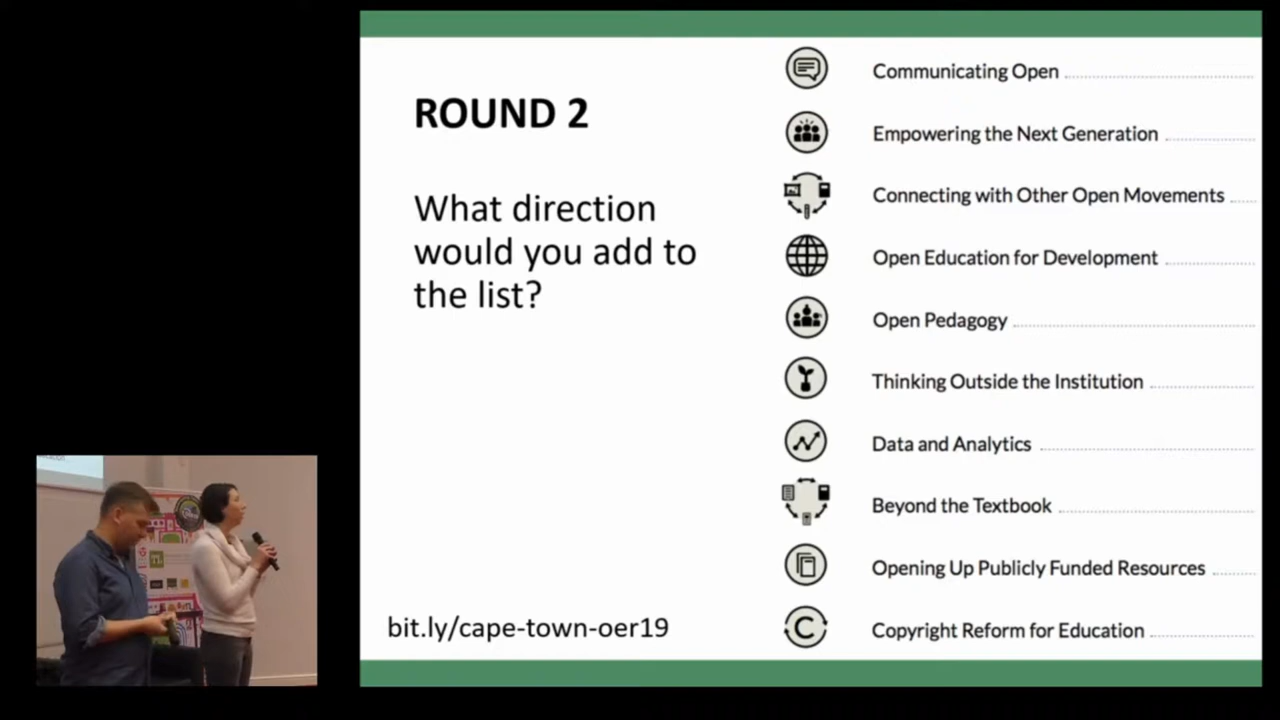 ROUND 2
What direction
would you add to
the list?
bit.ly/cape-town-oer19
Communicating Open
Empowering the Next Generation
Connecting with Other Open Movements
Open Education for Development
Open Pedagogy
Thinking Outside the Institution
Data and Analytics
Beyond the Textbook
Opening Up Publicly Funded Resources
Copyright Reform for Education